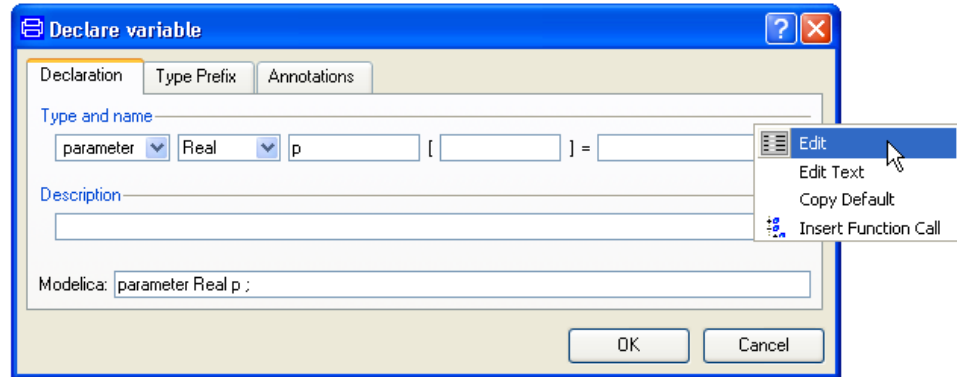 Declare variable
Declaration Type Prefix Annotations
Type and name
parameter Real p [ ] =
Edit
Edit Text
Description
Copy Default
Insert Function Call
Modelica: parameter Real p ;
OK Cancel